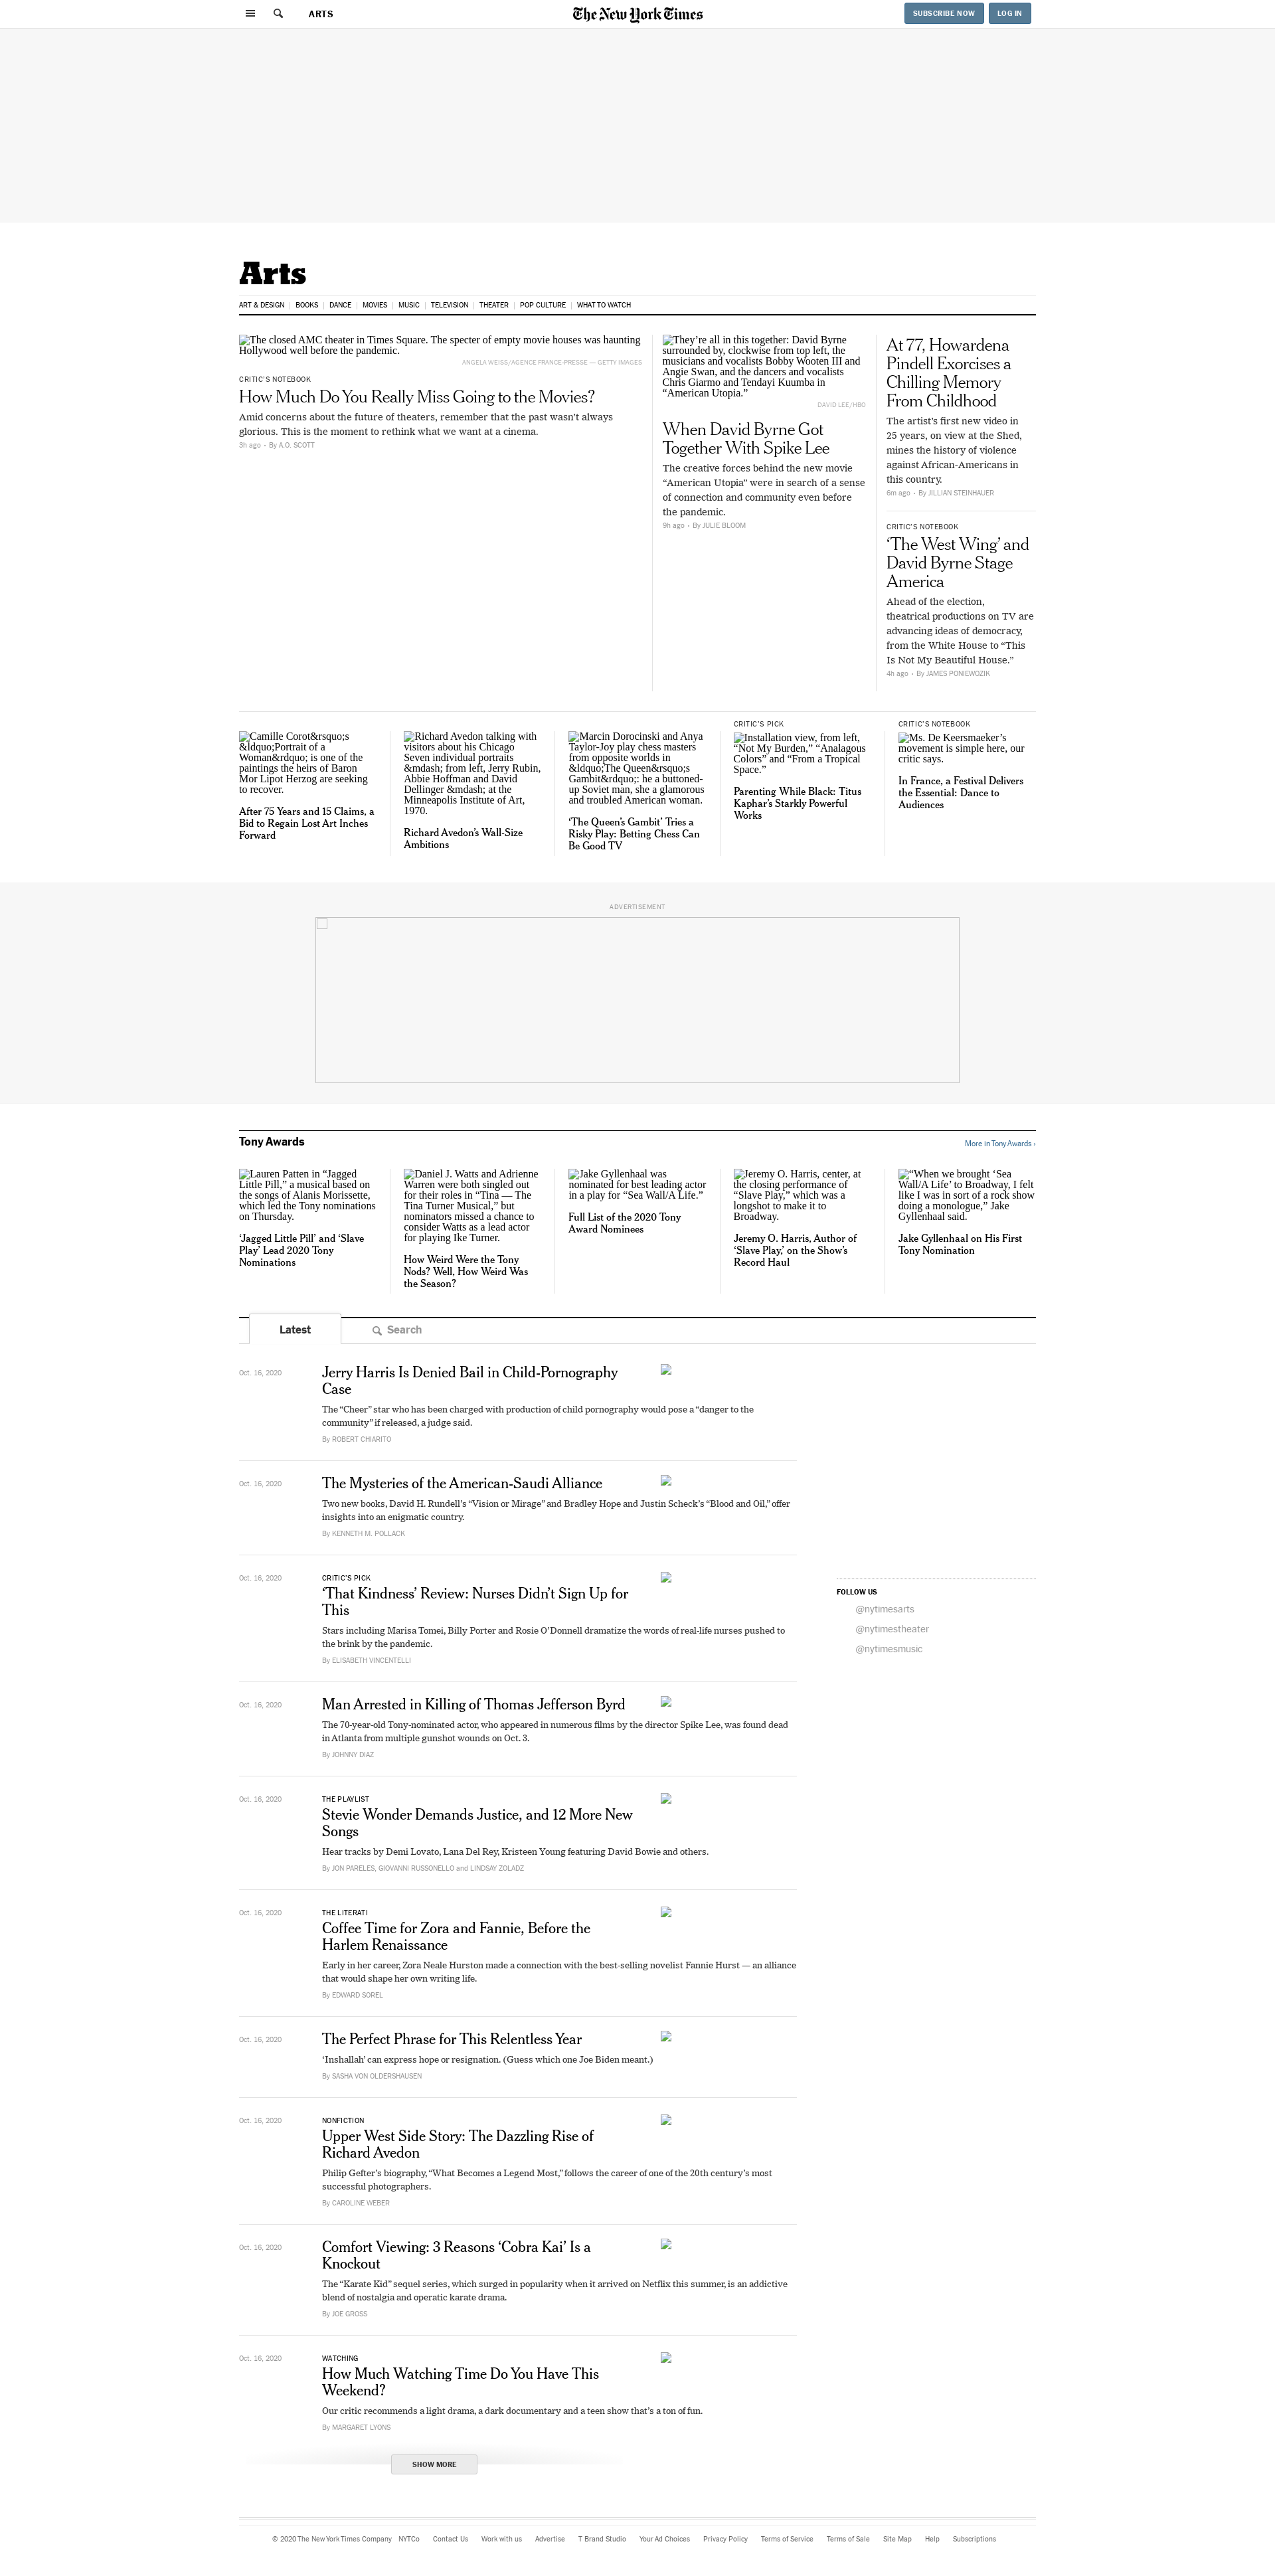 ARTS
The New York Times
SUBSCRIBE NOW
LOG IN
Arts
ART & DESIGN
BOOKS
DANCE
MOVIES
MUSIC
TELEVISION
THEATER
POP CULTURE
WHAT TO WATCH
The closed AMC theater in Times Square. The specter of empty movie houses was haunting
Hollywood well before the pandemic.
ANGELA WEISS/AGENCE FRANCE-PRESSE — GETTY IMAGES
CRITIC'S NOTEBOOK
How Much Do You Really Miss Going to the Movies?
Amid concerns about the future of theaters, remember that the past wasn't always
glorious. This is the moment to rethink what we want at a cinema.
3h ago • By A.O. SCOTT
They’re all in this together: David Byrne
surrounded by, clockwise from top left, the
musicians and vocalists Bobby Wooten III and
Angie Swan, and the dancers and vocalists
Chris Giarmo and Tendayi Kuumba in
“American Utopia.”
DAVID LEE/HBO
When David Byrne Got
Together With Spike Lee
The creative forces behind the new movie
“American Utopia” were in search of a sense
of connection and community even before
the pandemic.
9h ago • By JULIE BLOOM
At 77, Howardena
Pindell Exorcises a
Chilling Memory
From Childhood
The artist’s first new video in
25 years, on view at the Shed,
mines the history of violence
against African-Americans in
this country.
6m ago • By JILLIAN STEINHAUER
CRITIC’S NOTEBOOK
‘The West Wing’ and
David Byrne Stage
America
Ahead of the election,
theatrical productions on TV are
advancing ideas of democracy,
from the White House to “This
Is Not My Beautiful House.”
4h ago • By JAMES PONIEWOZIK
Camille Corot&rsquo;s
&ldquo;Portrait of a
Woman&rdquo; is one of the
paintings the heirs of Baron
Mor Lipot Herzog are seeking
to recover.
After 75 Years and 15 Claims, a
Bid to Regain Lost Art Inches
Forward
Richard Avedon talking with
visitors about his Chicago
Seven individual portraits
&mdash; from left, Jerry Rubin,
Abbie Hoffman and David
Dellinger &mdash; at the
Minneapolis Institute of Art,
1970.
Richard Avedon’s Wall-Size
Ambitions
Marcin Dorocinski and Anya
Taylor-Joy play chess masters
from opposite worlds in
&ldquo;The Queen&rsquo;s
Gambit&rdquo;: he a buttoned-
up Soviet man, she a glamorous
and troubled American woman.
‘The Queen’s Gambit’ Tries a
Risky Play: Betting Chess Can
Be Good TV
CRITIC’S PICK
Installation view, from left,
“Not My Burden,” “Analagous
Colors” and “From a Tropical
Space.”
Parenting While Black: Titus
Kaphar’s Starkly Powerful
Works
CRITIC’S NOTEBOOK
Ms. De Keersmaeker’s
movement is simple here, our
critic says.
In France, a Festival Delivers
the Essential: Dance to
Audiences
ADVERTISEMENT
Tony Awards
More in Tony Awards ›
Lauren Patten in “Jagged
Little Pill,” a musical based on
the songs of Alanis Morissette,
which led the Tony nominations
on Thursday.
‘Jagged Little Pill’ and ‘Slave
Play’ Lead 2020 Tony
Nominations
Daniel J. Watts and Adrienne
Warren were both singled out
for their roles in “Tina — The
Tina Turner Musical,” but
nominators missed a chance to
consider Watts as a lead actor
for playing Ike Turner.
How Weird Were the Tony
Nods? Well, How Weird Was
the Season?
Jake Gyllenhaal was
nominated for best leading actor
in a play for “Sea Wall/A Life.”
Full List of the 2020 Tony
Award Nominees
Jeremy O. Harris, center, at
the closing performance of
“Slave Play,” which was a
longshot to make it to
Broadway.
Jeremy O. Harris, Author of
‘Slave Play,’ on the Show’s
Record Haul
“When we brought ‘Sea
Wall/A Life’ to Broadway, I felt
like I was in sort of a rock show
doing a monologue,” Jake
Gyllenhaal said.
Jake Gyllenhaal on His First
Tony Nomination
Latest
Search
Oct. 16, 2020
Jerry Harris Is Denied Bail in Child-Pornography
Case
The “Cheer” star who has been charged with production of child pornography would pose a “danger to the
community” if released, a judge said.
By ROBERT CHIARITO
Oct. 16, 2020
The Mysteries of the American-Saudi Alliance
Two new books, David H. Rundell’s “Vision or Mirage” and Bradley Hope and Justin Scheck’s “Blood and Oil,” offer
insights into an enigmatic country.
By KENNETH M. POLLACK
Oct. 16, 2020
CRITIC’S PICK
‘That Kindness’ Review: Nurses Didn’t Sign Up for
This
Stars including Marisa Tomei, Billy Porter and Rosie O’Donnell dramatize the words of real-life nurses pushed to
the brink by the pandemic.
By ELISABETH VINCENTELLI
FOLLOW US
@nytimesarts
@nytimestheater
@nytimesmusic
Oct. 16, 2020
Man Arrested in Killing of Thomas Jefferson Byrd
The 70-year-old Tony-nominated actor, who appeared in numerous films by the director Spike Lee, was found dead
in Atlanta from multiple gunshot wounds on Oct. 3.
By JOHNNY DIAZ
Oct. 16, 2020
THE PLAYLIST
Stevie Wonder Demands Justice, and 12 More New
Songs
Hear tracks by Demi Lovato, Lana Del Rey, Kristeen Young featuring David Bowie and others.
By JON PARELES, GIOVANNI RUSSONELLO and LINDSAY ZOLADZ
Oct. 16, 2020
THE LITERATI
Coffee Time for Zora and Fannie, Before the
Harlem Renaissance
Early in her career, Zora Neale Hurston made a connection with the best-selling novelist Fannie Hurst — an alliance
that would shape her own writing life.
By EDWARD SOREL
Oct. 16, 2020
The Perfect Phrase for This Relentless Year
‘Inshallah’ can express hope or resignation. (Guess which one Joe Biden meant.)
By SASHA VON OLDERSHAUSEN
Oct. 16, 2020
NONFICTION
Upper West Side Story: The Dazzling Rise of
Richard Avedon
Philip Gefter’s biography, “What Becomes a Legend Most,” follows the career of one of the 20th century’s most
successful photographers.
By CAROLINE WEBER
Oct. 16, 2020
Comfort Viewing: 3 Reasons ‘Cobra Kai’ Is a
Knockout
The “Karate Kid” sequel series, which surged in popularity when it arrived on Netflix this summer, is an addictive
blend of nostalgia and operatic karate drama.
By JOE GROSS
Oct. 16, 2020
WATCHING
How Much Watching Time Do You Have This
Weekend?
Our critic recommends a light drama, a dark documentary and a teen show that’s a ton of fun.
By MARGARET LYONS
SHOW MORE
© 2020 The New York Times Company
NYTCo
Contact Us
Work with us
Advertise
T Brand Studio
Your Ad Choices
Privacy Policy
Terms of Service
Terms of Sale
Site Map
Help
Subscriptions